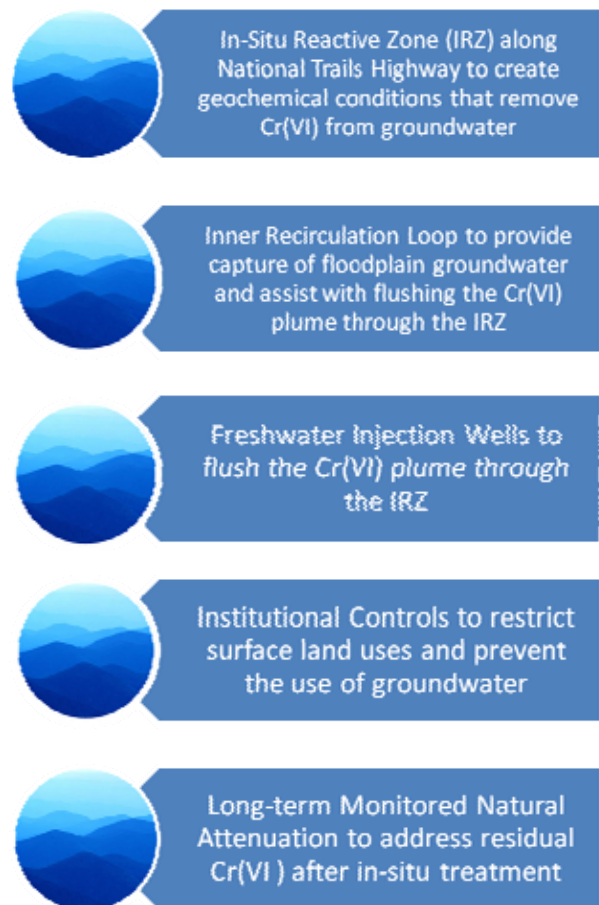 In-Situ Reactive Zone (IRZ) along
National Trails Highway to create
geochemical conditions that remove
Cr(VI) from groundwater
Inner Recirculation Loop to provide
capture of floodplain groundwater
and assist with flushing the Cr(VI)
plume through the IRZ
Freshwater Injection Wells to
flush the Cr(VI) plume through
the IRZ
Institutional Controls to restrict
surface land uses and prevent
the use of groundwater
Long-term Monitored Natural
Attenuation to address residual
Cr(VI ) after in-situ treatment